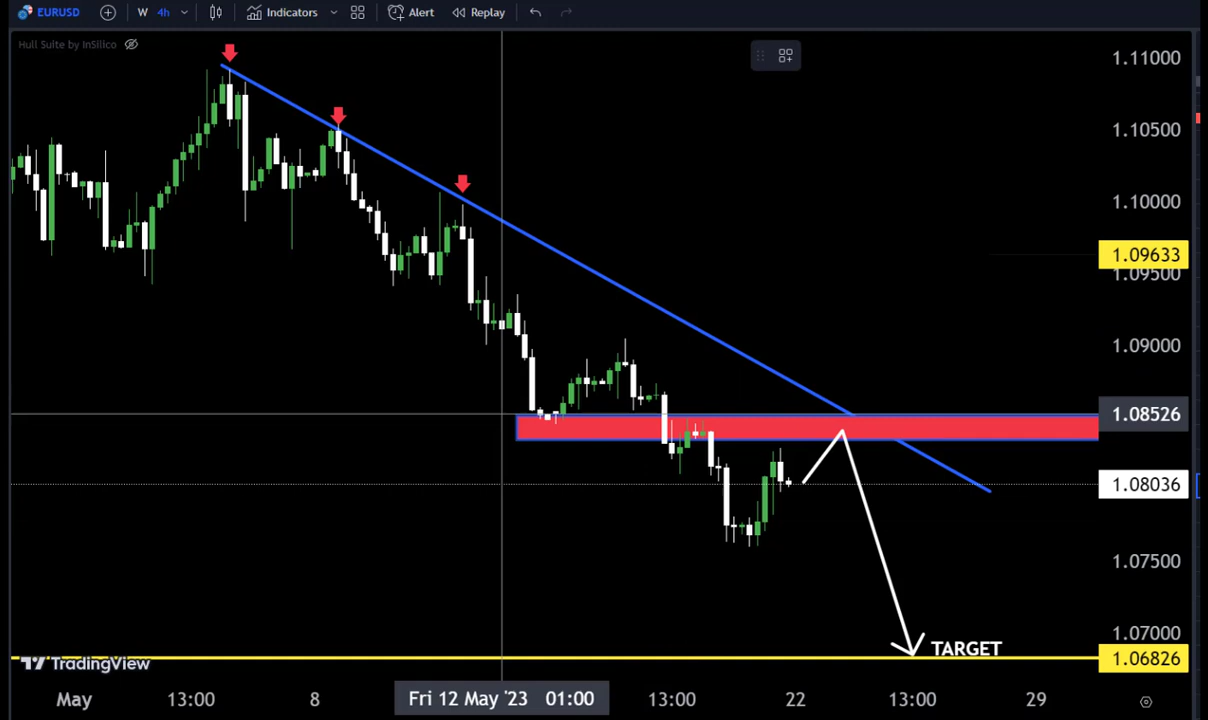 EURUSD W 4h Indicators Alert Replay
Hull Suite by InSilico
1.11000
1.10500
1.10000
1.09633
1.09500
1.09000
1.08526
1.08036
1.07500
1.07000
TARGET
1.06826
TradingView
May 13:00 8 Fri 12 May '23 01:00 13:00 22 13:00 29